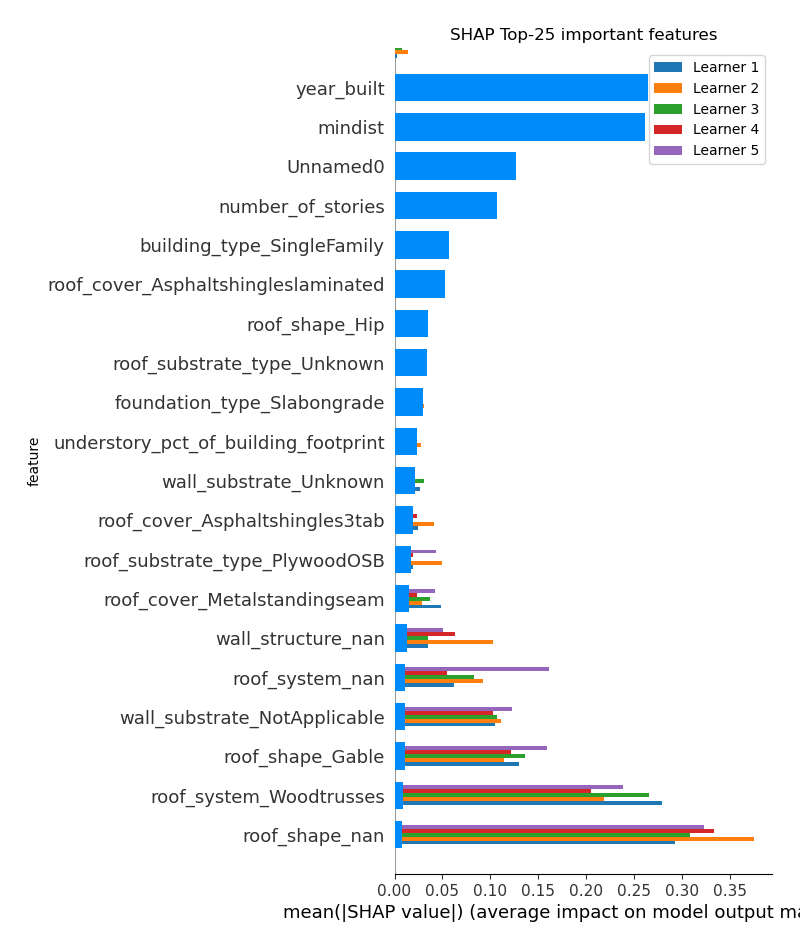 SHAP Top-25 important features
Learner 1
Learner 2
Learner 3
Learner 4
Learner 5
year_built
mindist
Unnamed0
number_of_stories
building_type_SingleFamily
roof_cover_Asphaltshingleslaminated
roof_shape_Hip
roof_substrate_type_Unknown
foundation_type_Slabongrade
understory_pct_of_building_footprint
wall_substrate_Unknown
roof_cover_Asphaltshingles3tab
roof_substrate_type_PlywoodOSB
roof_cover_Metalstandingseam
wall_structure_nan
roof_system_nan
wall_substrate_NotApplicable
roof_shape_Gable
roof_system_Woodtrusses
roof_shape_nan
feature
0.00 0.05 0.10 0.15 0.20 0.25 0.30 0.35
mean(|SHAP value|) (average impact on model output ma